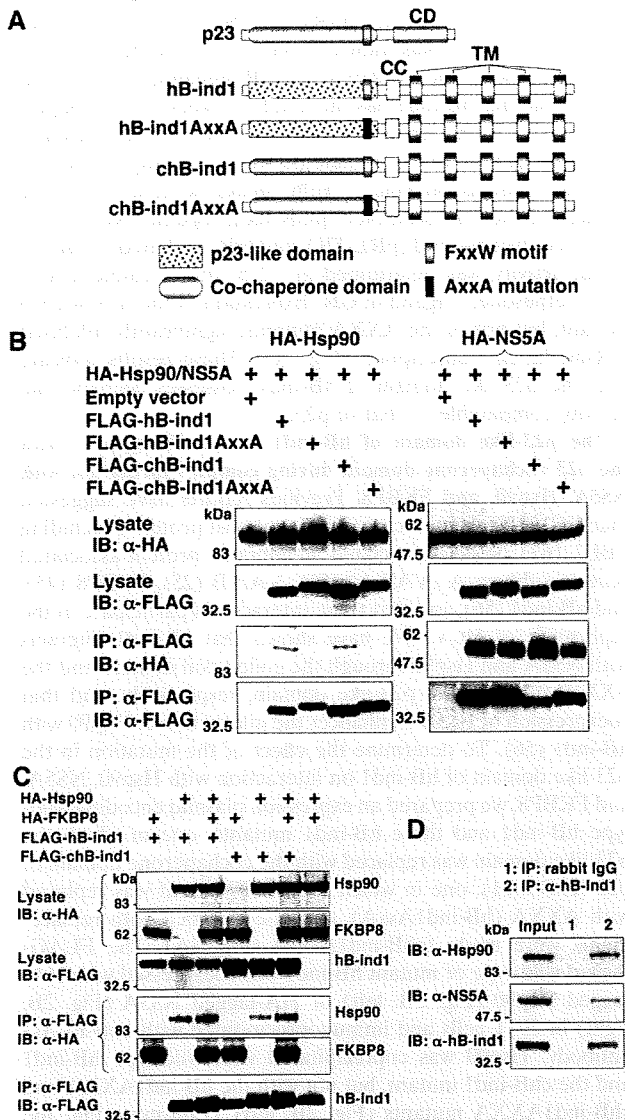 A
p23
CD
CC
TM
hB-ind1
hB-ind1AxxA
chB-ind1
chB-ind1AxxA
p23-like domain
FxxW motif
Co-chaperone domain
AxxA mutation
B
HA-Hsp90
HA-NS5A
HA-Hsp90/NS5A + + + + + + + + + +
Empty vector + +
FLAG-hB-ind1 + +
FLAG-hB-ind1AxxA + +
FLAG-chB-ind1 + +
FLAG-chB-ind1AxxA + +
kDa
kDa
Lysate
IB: α-HA
83
62
47.5
Lysate
IB: α-FLAG
32.5
32.5
IP: α-FLAG
IB: α-HA
83
62
47.5
IP: α-FLAG
IB: α-FLAG
32.5
32.5
C
HA-Hsp90 + + + + +
HA-FKBP8 + + + + +
FLAG-hB-ind1 + + +
FLAG-chB-ind1 + + +
kDa
Lysate
IB: α-HA
83
Hsp90
62
FKBP8
Lysate
IB: α-FLAG
32.5
hB-ind1
IP: α-FLAG
IB: α-HA
83
Hsp90
62
FKBP8
IP: α-FLAG
IB: α-FLAG
32.5
hB-ind1
D
1: IP: rabbit IgG
2: IP: α-hB-ind1
kDa
Input 1 2
IB: α-Hsp90
83
IB: α-NS5A
47.5
IB: α-hB-ind1
32.5